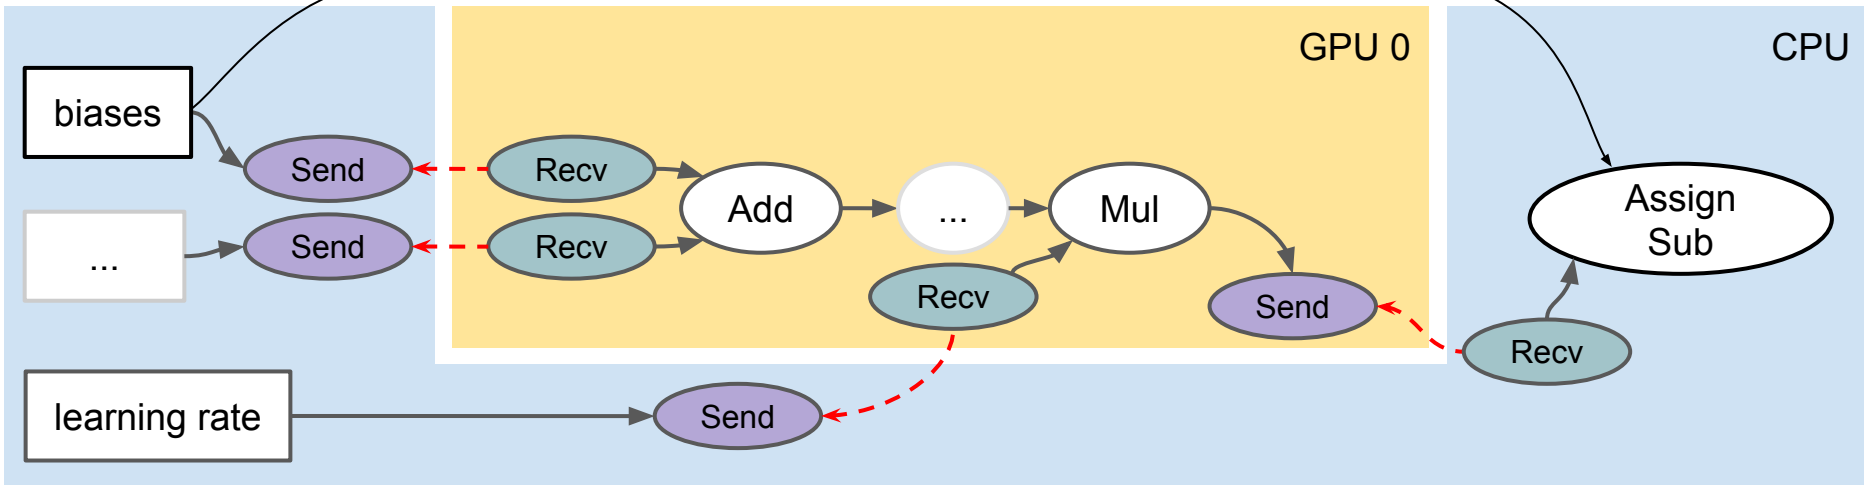 GPU 0
CPU
biases
Send
Recv
Add
...
Mul
Assign
Sub
...
Send
Recv
Recv
Send
Recv
learning rate
Send